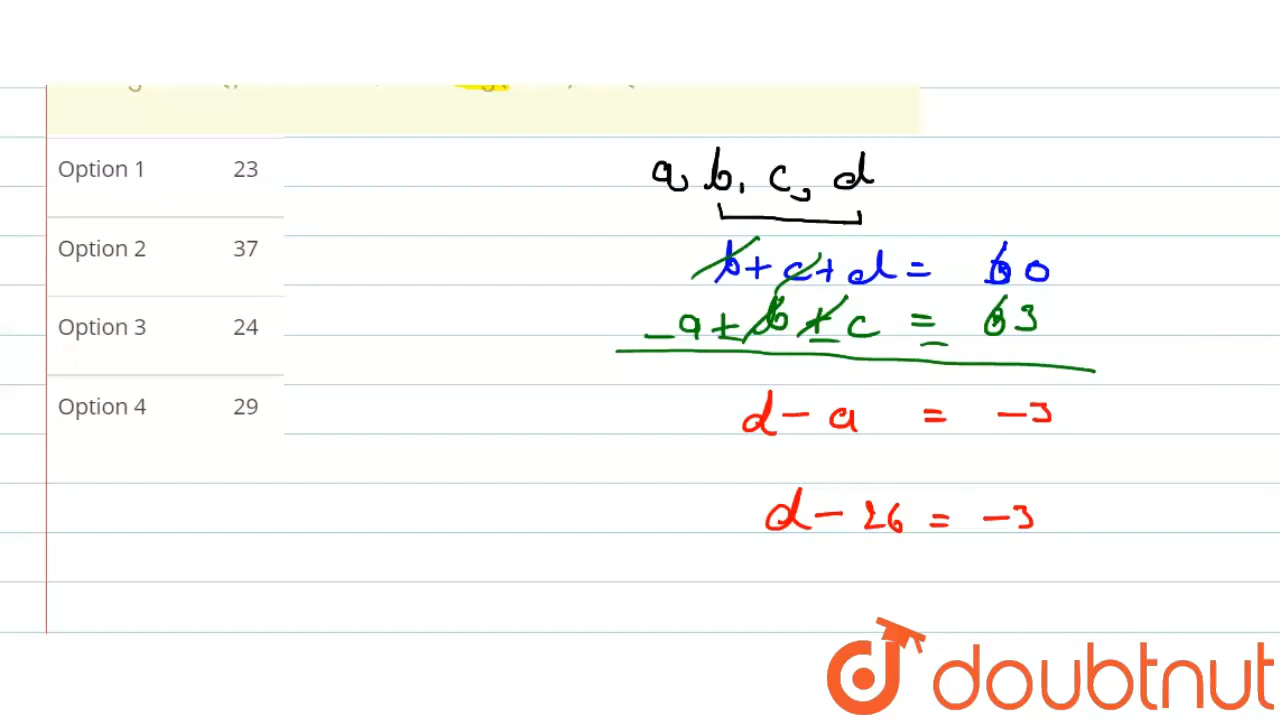 Option 1 23
Option 2 37
Option 3 24
Option 4 29
a, b, c, d
b + c + d = 60
- a + b + c = 63
d - a = -3
d - 26 = -3
doubtnut